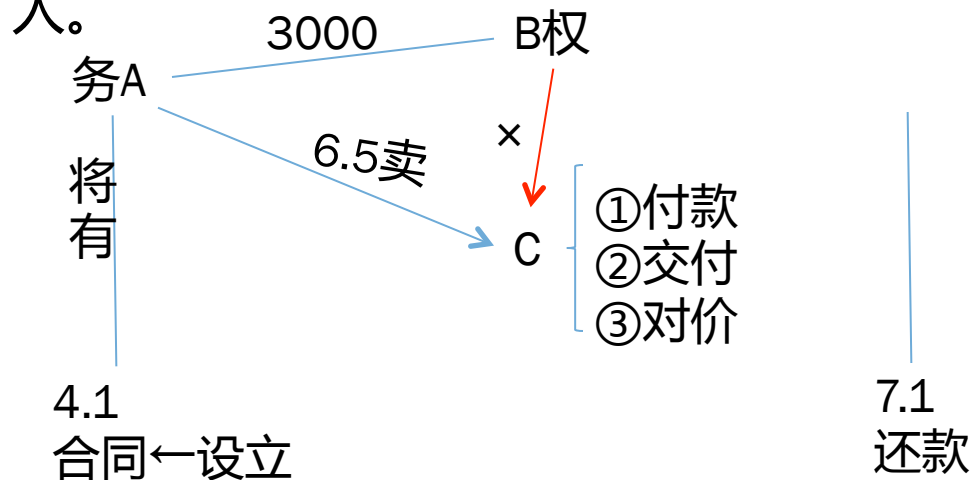 人。
3000
B权
务A
×
6.5卖
将
有
①付款
C
②交付
③对价
4.1
7.1
合同←设立
还款